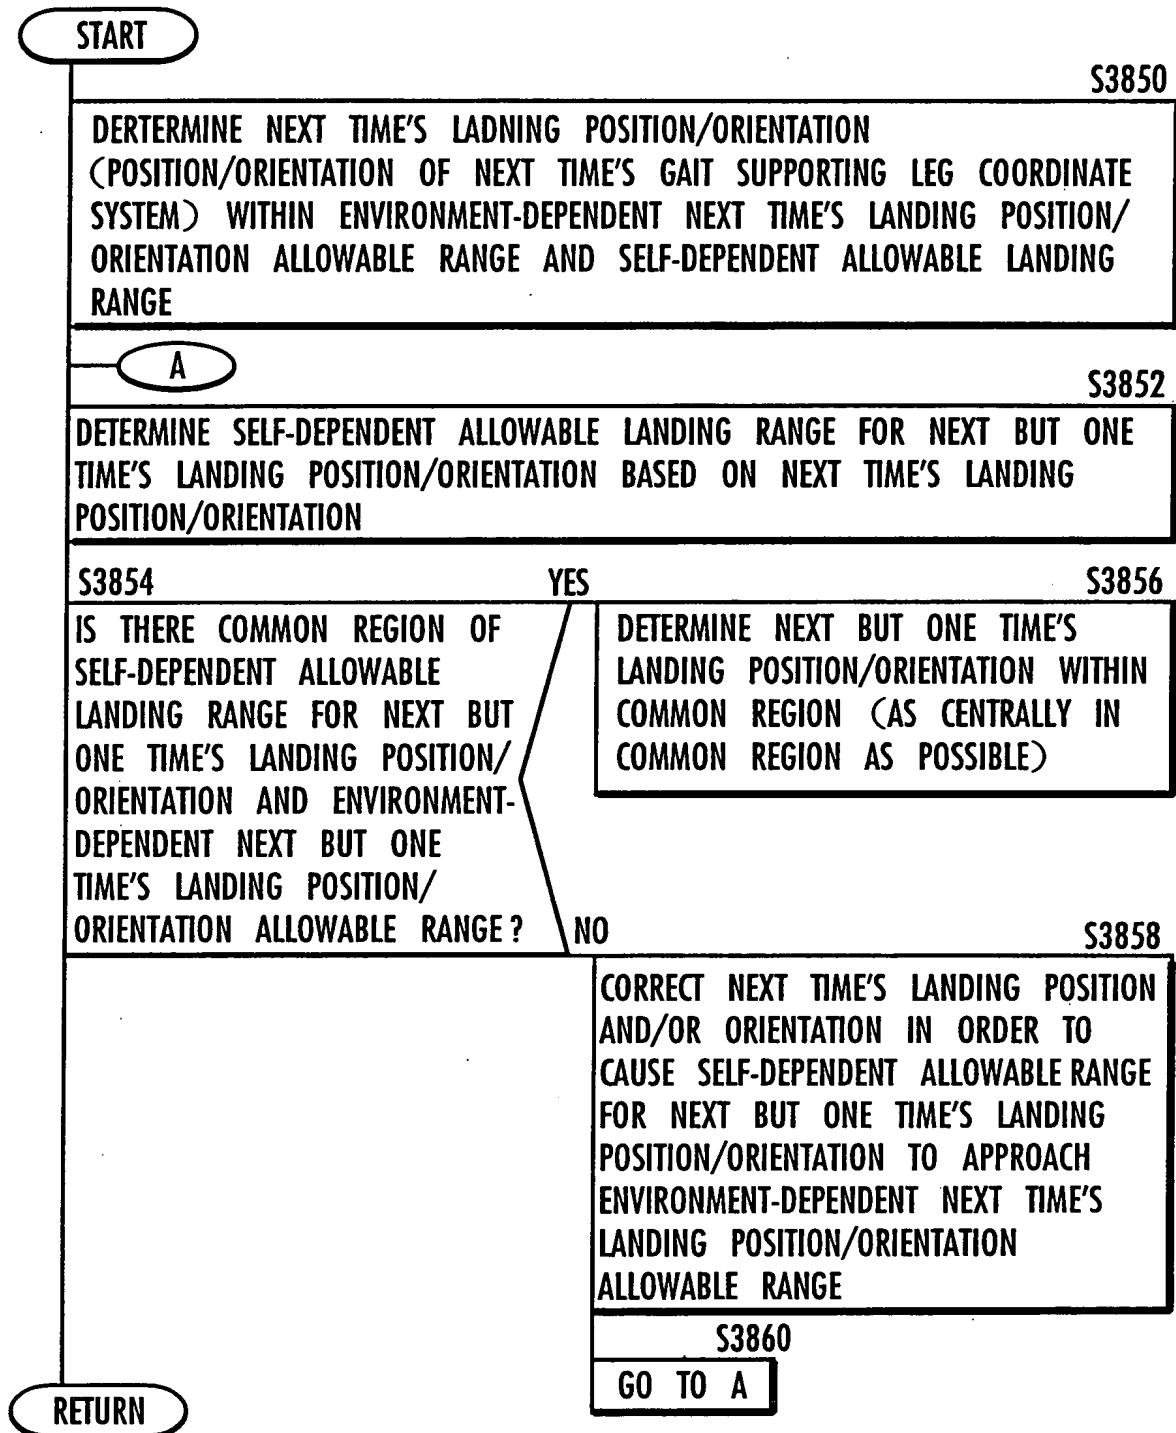 START
S3850
DERTERMINE NEXT TIME'S LADNING POSITION/ORIENTATION
(POSITION/ORIENTATION OF NEXT TIME'S GAIT SUPPORTING LEG COORDINATE
SYSTEM) WITHIN ENVIRONMENT-DEPENDENT NEXT TIME'S LANDING POSITION/
ORIENTATION ALLOWABLE RANGE AND SELF-DEPENDENT ALLOWABLE LANDING
RANGE
A
S3852
DETERMINE SELF-DEPENDENT ALLOWABLE LANDING RANGE FOR NEXT BUT ONE
TIME'S LANDING POSITION/ORIENTATION BASED ON NEXT TIME'S LANDING
POSITION/ORIENTATION
S3854
IS THERE COMMON REGION OF
SELF-DEPENDENT ALLOWABLE
LANDING RANGE FOR NEXT BUT
ONE TIME'S LANDING POSITION/
ORIENTATION AND ENVIRONMENT-
DEPENDENT NEXT BUT ONE
TIME'S LANDING POSITION/
ORIENTATION ALLOWABLE RANGE?
YES
S3856
DETERMINE NEXT BUT ONE TIME'S
LANDING POSITION/ORIENTATION WITHIN
COMMON REGION (AS CENTRALLY IN
COMMON REGION AS POSSIBLE)
NO
S3858
CORRECT NEXT TIME'S LANDING POSITION
AND/OR ORIENTATION IN ORDER TO
CAUSE SELF-DEPENDENT ALLOWABLE RANGE
FOR NEXT BUT ONE TIME'S LANDING
POSITION/ORIENTATION TO APPROACH
ENVIRONMENT-DEPENDENT NEXT TIME'S
LANDING POSITION/ORIENTATION
ALLOWABLE RANGE
S3860
GO TO A
RETURN